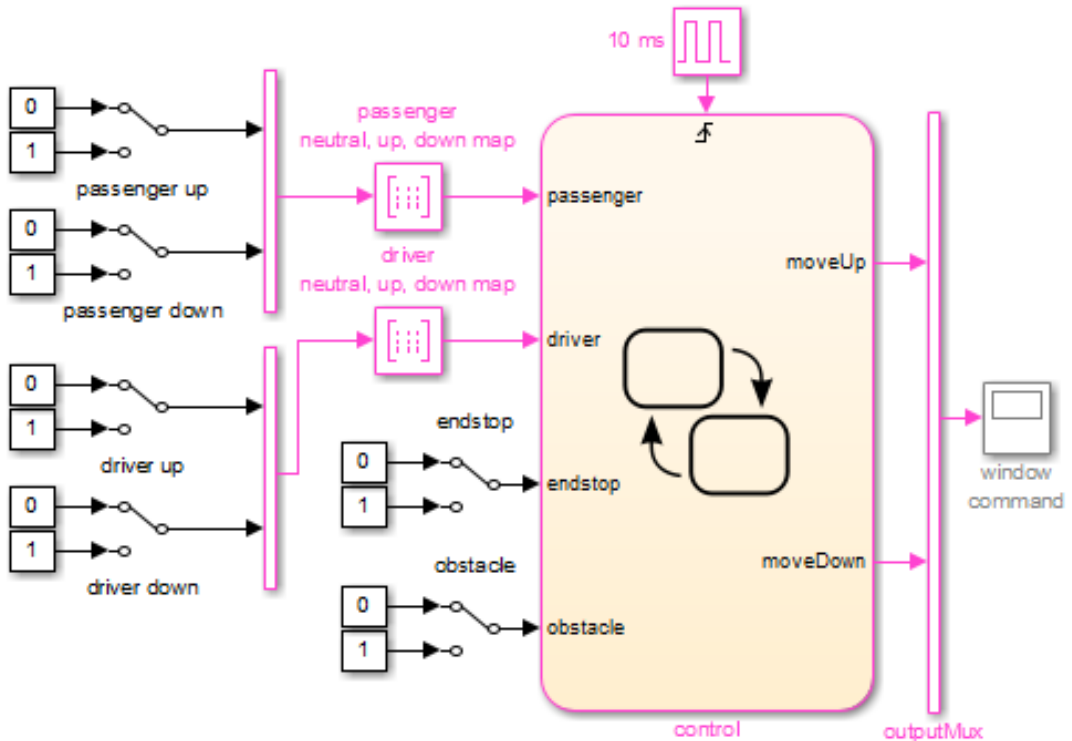 10 ms
passenger
neutral, up, down map
0
1
passenger up
0
1
passenger down
passenger
driver
neutral, up, down map
moveUp
driver
0
1
driver up
endstop
0
1
endstop
0
1
driver down
window
command
obstacle
0
1
obstacle
moveDown
control
outputMux